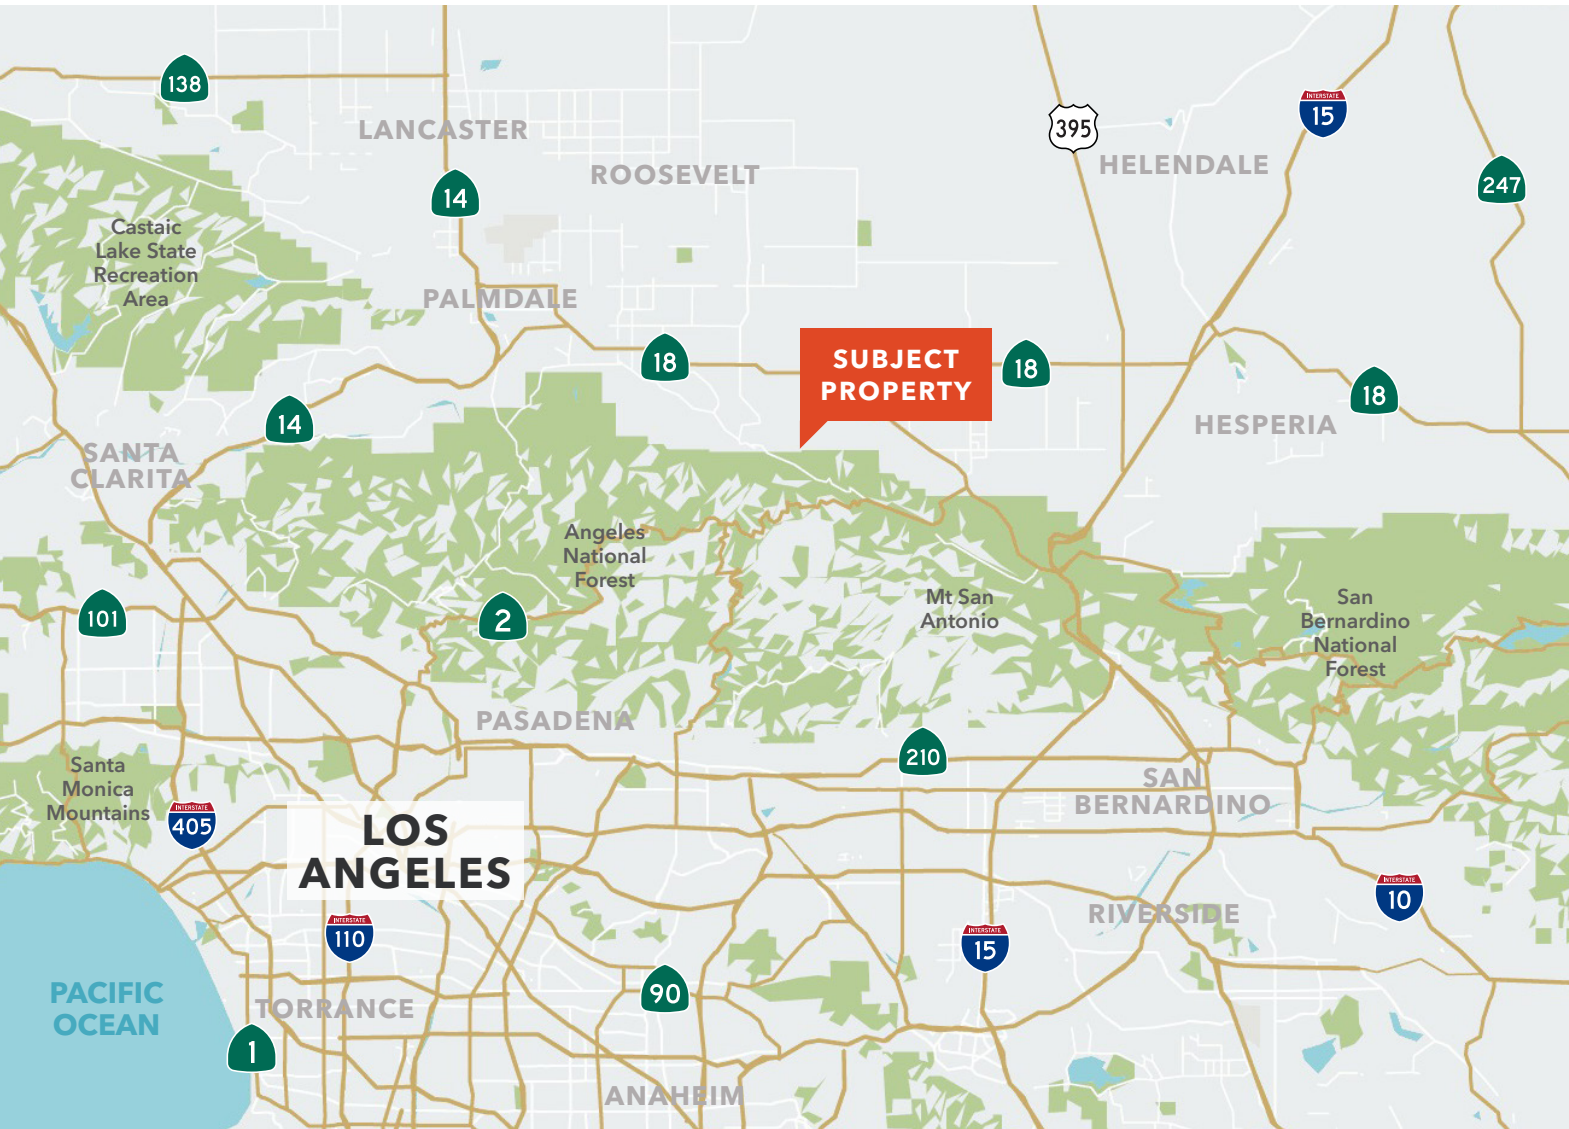 138
LANCASTER
ROOSEVELT
395
HELENDALE
INTERSTATE
15
247
14
Castaic
Lake State
Recreation
Area
PALMDALE
18
SUBJECT
PROPERTY
18
18
14
HESPERIA
SANTA
CLARITA
Angeles
National
Forest
2
101
Mt San
Antonio
San
Bernardino
National
Forest
PASADENA
210
Santa
Monica
Mountains
INTERSTATE
405
SAN
BERNARDINO
LOS
ANGELES
INTERSTATE
10
RIVERSIDE
INTERSTATE
110
INTERSTATE
15
PACIFIC
OCEAN
TORRANCE
90
1
ANAHEIM